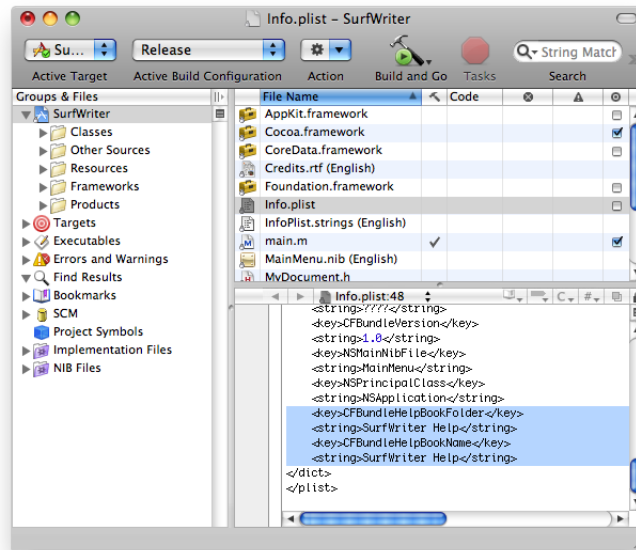 Info.plist - SurfWriter
Su...
Release
String Match
Active Target
Active Build Configuration
Action
Build and Go
Tasks
Search
Groups & Files
SurfWriter
Classes
Other Sources
Resources
Frameworks
Products
Targets
Executables
Errors and Warnings
Find Results
Bookmarks
SCM
Project Symbols
Implementation Files
NIB Files
File Name
Code
AppKit.framework
Cocoa.framework
CoreData.framework
Credits.rtf (English)
Foundation.framework
Info.plist
InfoPlist.strings (English)
main.m
MainMenu.nib (English)
MyDocument.h
Info.plist:48
C
#
<string>????</string>
<key>CFBundleVersion</key>
<string>1.0</string>
<key>NSMainNibFile</key>
<string>MainMenu</string>
<key>NSPrincipalClass</key>
<string>NSApplication</string>
<key>CFBundleHelpBookFolder</key>
<string>SurfWriter Help</string>
<key>CFBundleHelpBookName</key>
<string>SurfWriter Help</string>
</dict>
</plist>